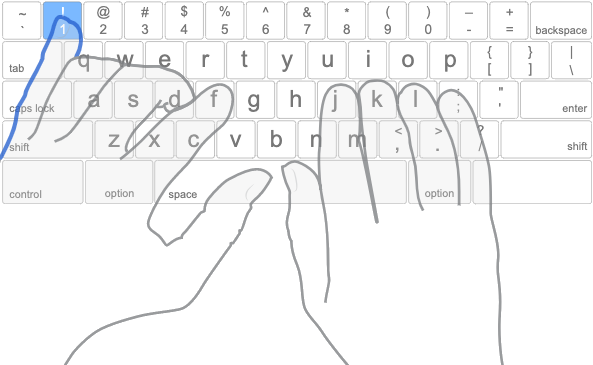 ~ ! @ # $ % ^ & * ( ) — +
` 1 2 3 4 5 6 7 8 9 0 - = backspace
tab q w e r t y u i o p { [ } ] | \
caps lock a s d f g h j k l : ; " ' enter
shift z x c v b n m < , > . ? / shift
control option space option